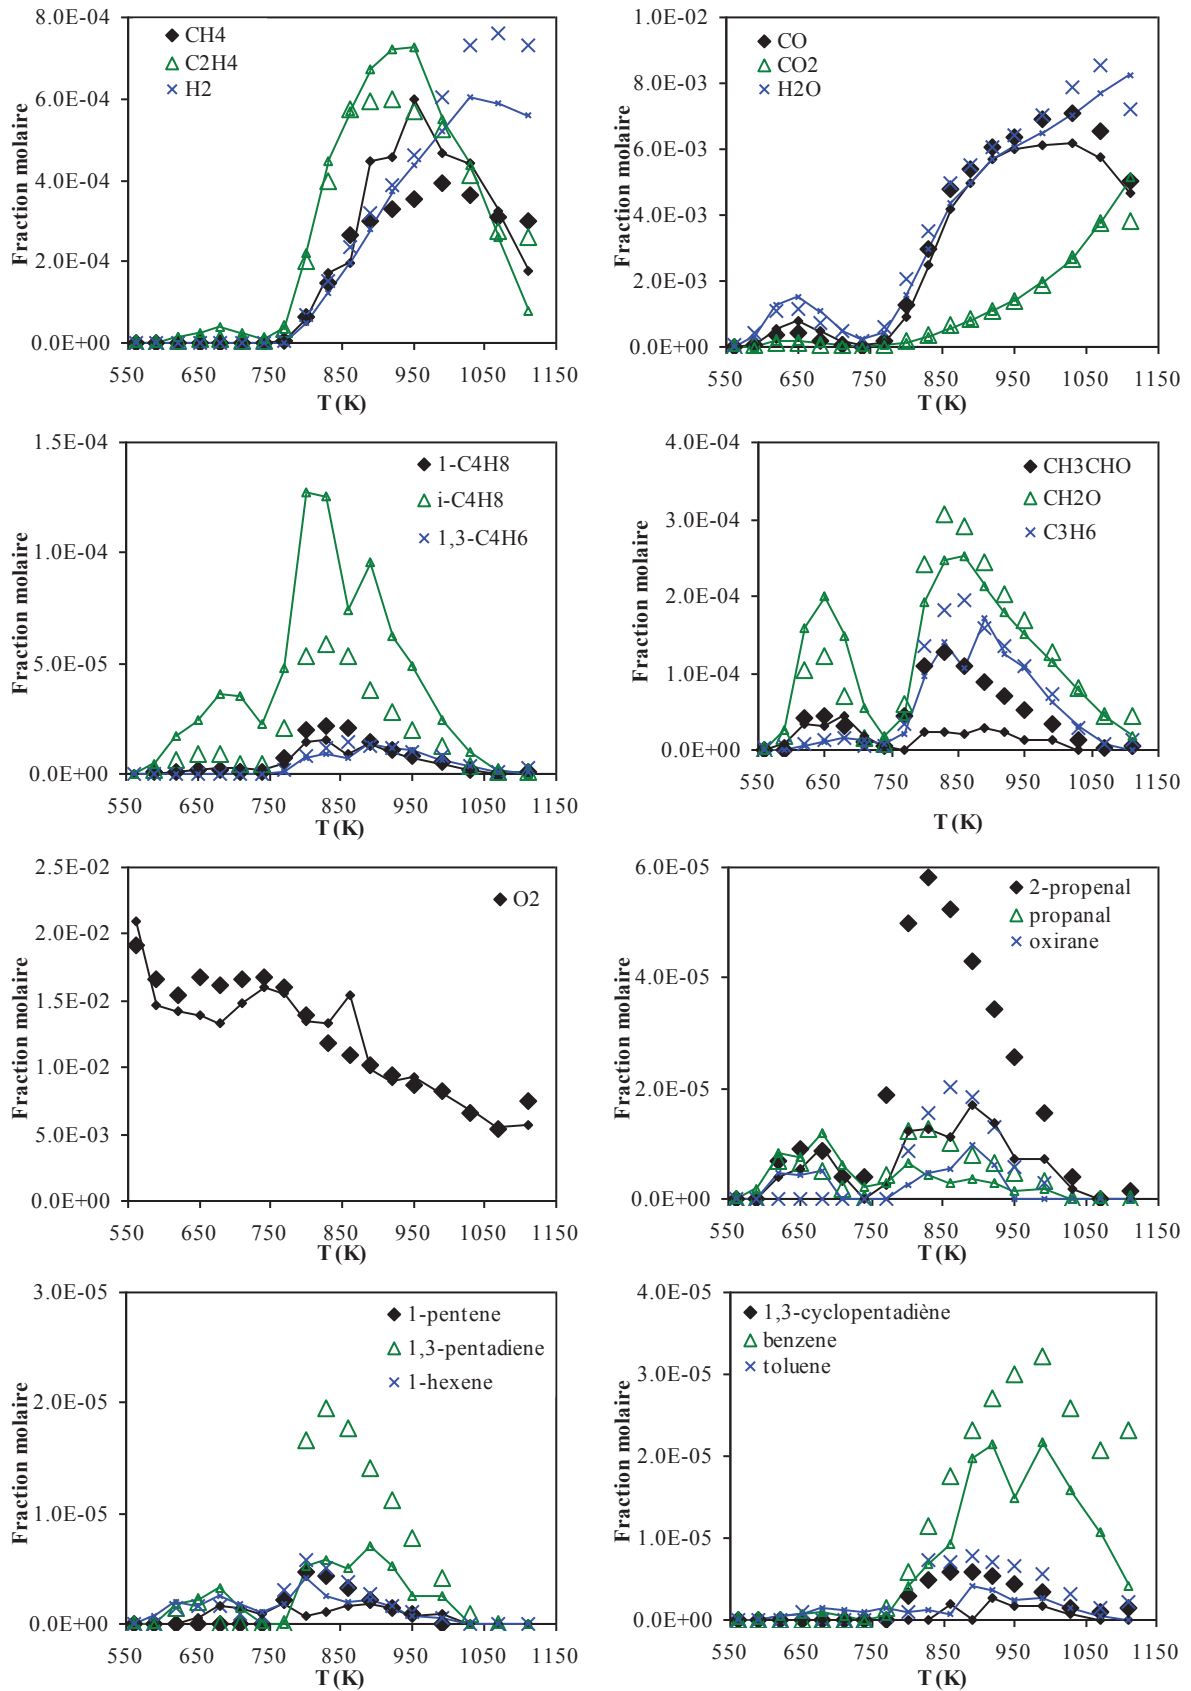 8.0E-04
6.0E-04
4.0E-04
2.0E-04
0.0E+00
Fraction molaire
CH4
C2H4
H2
550 650 750 850 950 1050 1150
T (K)
1.0E-02
8.0E-03
6.0E-03
4.0E-03
2.0E-03
0.0E+00
Fraction molaire
CO
CO2
H2O
550 650 750 850 950 1050 1150
T (K)
1.5E-04
1.0E-04
5.0E-05
0.0E+00
Fraction molaire
1-C4H8
i-C4H8
1,3-C4H6
550 650 750 850 950 1050 1150
T (K)
4.0E-04
3.0E-04
2.0E-04
1.0E-04
0.0E+00
Fraction molaire
CH3CHO
CH2O
C3H6
550 650 750 850 950 1050 1150
T (K)
2.5E-02
2.0E-02
1.5E-02
1.0E-02
5.0E-03
0.0E+00
Fraction molaire
O2
550 650 750 850 950 1050 1150
T (K)
6.0E-05
4.0E-05
2.0E-05
0.0E+00
Fraction molaire
2-propenal
propanal
oxirane
550 650 750 850 950 1050 1150
T (K)
3.0E-05
2.0E-05
1.0E-05
0.0E+00
Fraction molaire
1-pentene
1,3-pentadiene
1-hexene
550 650 750 850 950 1050 1150
T (K)
4.0E-05
3.0E-05
2.0E-05
1.0E-05
0.0E+00
Fraction molaire
1,3-cyclopentadiène
benzene
toluene
550 650 750 850 950 1050 1150
T (K)